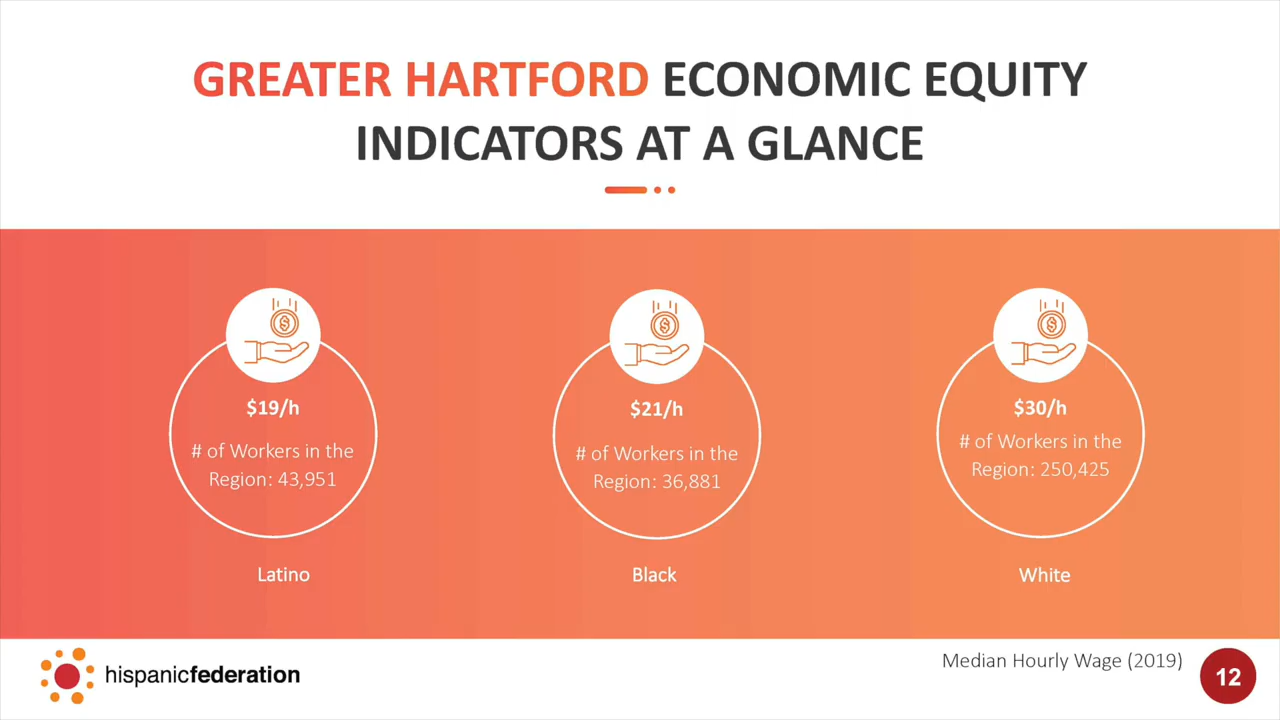 GREATER HARTFORD ECONOMIC EQUITY
INDICATORS AT A GLANCE
$19/h
# of Workers in the
Region: 43,951
Latino
$21/h
# of Workers in the
Region: 36,881
Black
$30/h
# of Workers in the
Region: 250,425
White
hispanicfederation
Median Hourly Wage (2019)
12